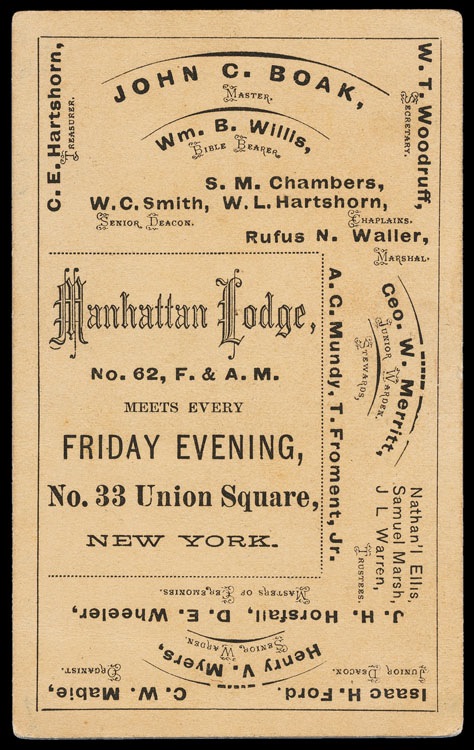 JOHN C. BOAK,
MASTER.
Wm. B. Willis,
BIBLE BEARER.
S. M. Chambers,
W. C. Smith, W. L. Hartshorn,
SENIOR DEACON. CHAPLAINS.
Rufus N. Waller,
MARSHAL.
C. E. Hartshorn,
TREASURER.
W. T. Woodruff,
SECRETARY.
Manhattan Lodge,
No. 62, F. & A. M.
MEETS EVERY
FRIDAY EVENING,
No. 33 Union Square,
NEW YORK.
Geo. W. Merritt,
JUNIOR WARDEN.
A. C. Mundy, T. Froment, Jr.
STEWARDS,
Nathan'l Ellis,
Samuel Marsh,
J L Warren,
TRUSTEES,
J. H. Horsfall, D. E. Wheeler,
MASTERS OF CEREMONIES.
Henry V. Myers,
SENIOR WARDEN.
Isaac H. Ford.
JUNIOR DEACON.
C. W. Mabie,
ORGANIST.